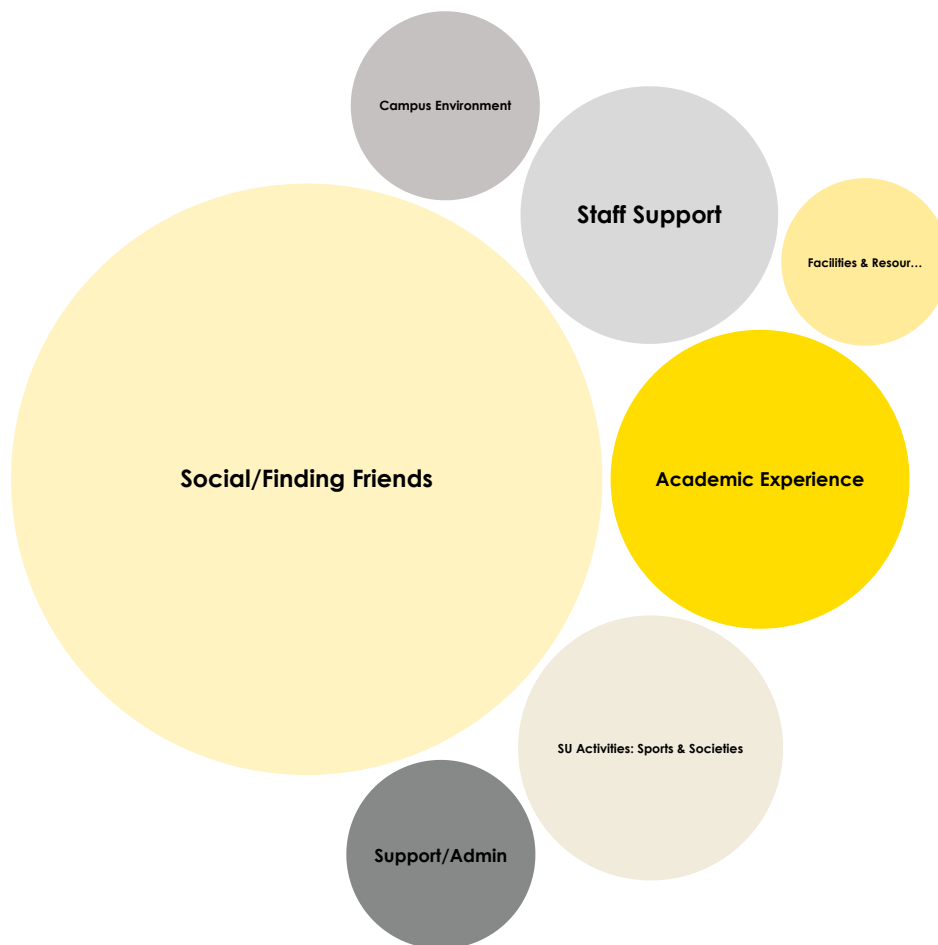 Campus Environment
Staff Support
Facilities & Resour...
Social/Finding Friends
Academic Experience
SU Activities: Sports & Societies
Support/Admin